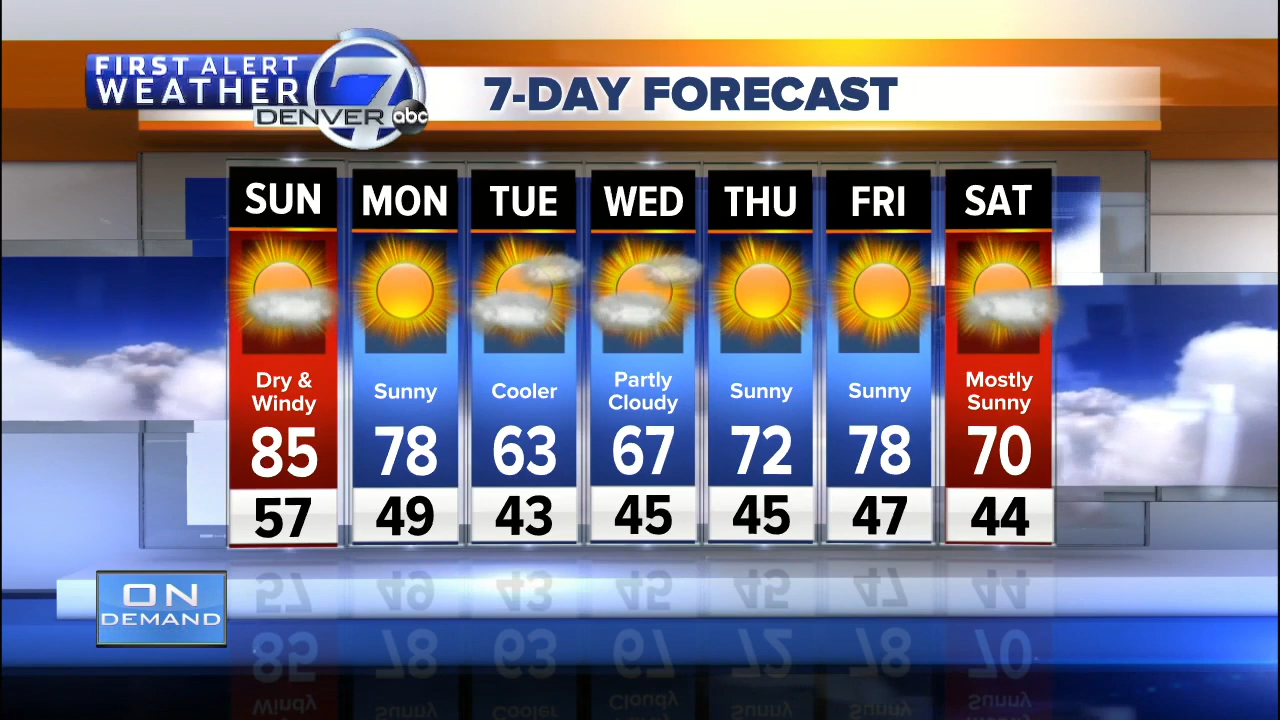 FIRST ALERT
WEATHER 7
DENVER abc
7-DAY FORECAST
SUN MON TUE WED THU FRI SAT
Dry &
Windy
Sunny
Cooler
Partly
Cloudy
Sunny
Sunny
Mostly
Sunny
85 78 63 67 72 78 70
57 49 43 45 45 47 44
ON
DEMAND